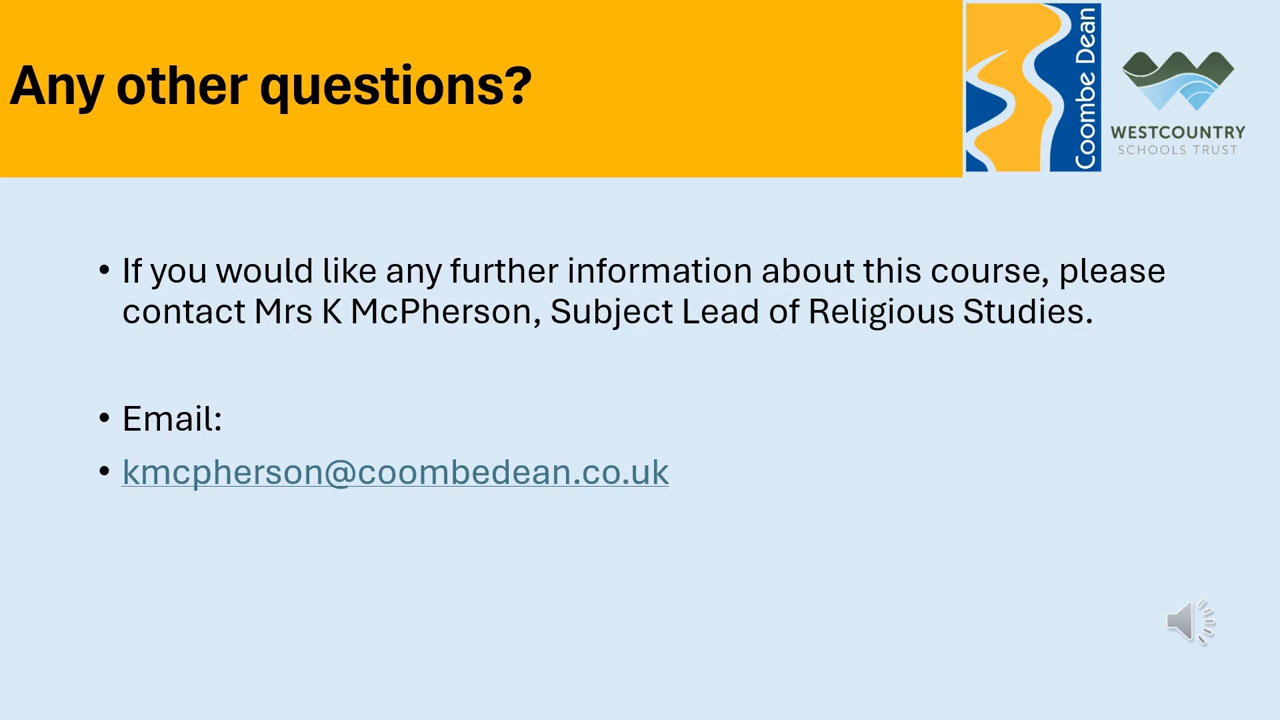 Any other questions?
Coombe Dean
WESTCOUNTRY
SCHOOLS TRUST
• If you would like any further information about this course, please
contact Mrs K McPherson, Subject Lead of Religious Studies.
• Email:
• kmcpherson@coombedean.co.uk